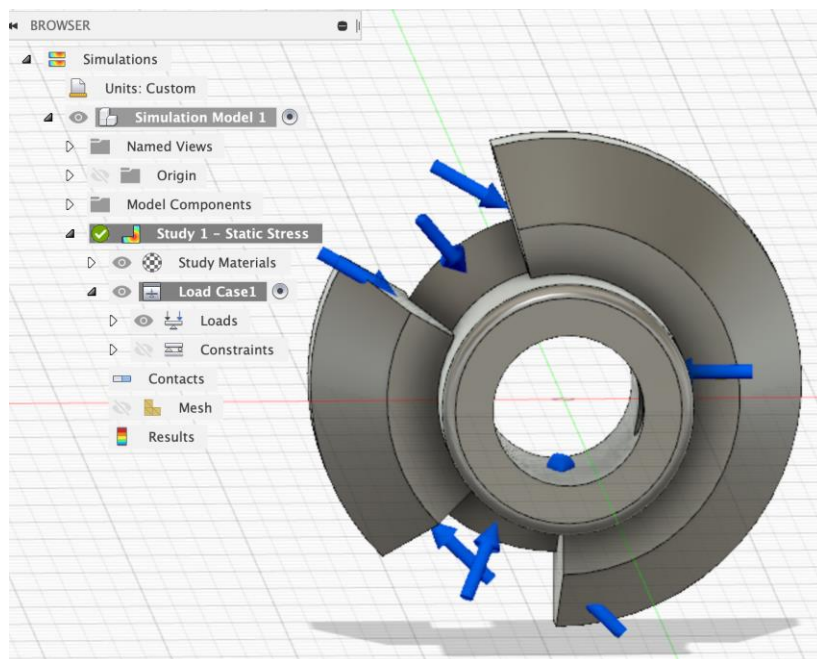 BROWSER
Simulations
Units: Custom
Simulation Model 1
Named Views
Origin
Model Components
Study 1 - Static Stress
Study Materials
Load Case1
Loads
Constraints
Contacts
Mesh
Results